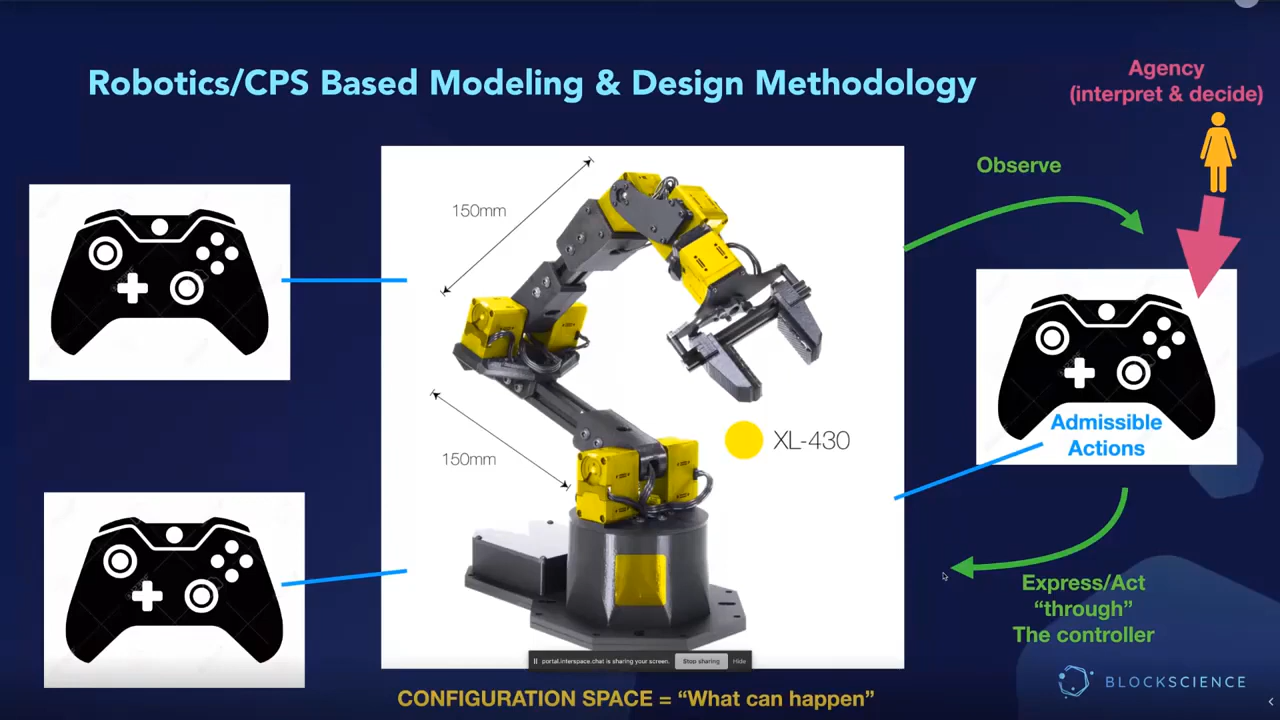 Robotics/CPS Based Modeling & Design Methodology
Agency
(interpret & decide)
Observe
150mm
150mm
XL-430
Admissible
Actions
Express/Act
“through”
The controller
portal.interspace.chat is sharing your screen.
Stop sharing
Hide
CONFIGURATION SPACE = “What can happen”
BLOCKSCIENCE